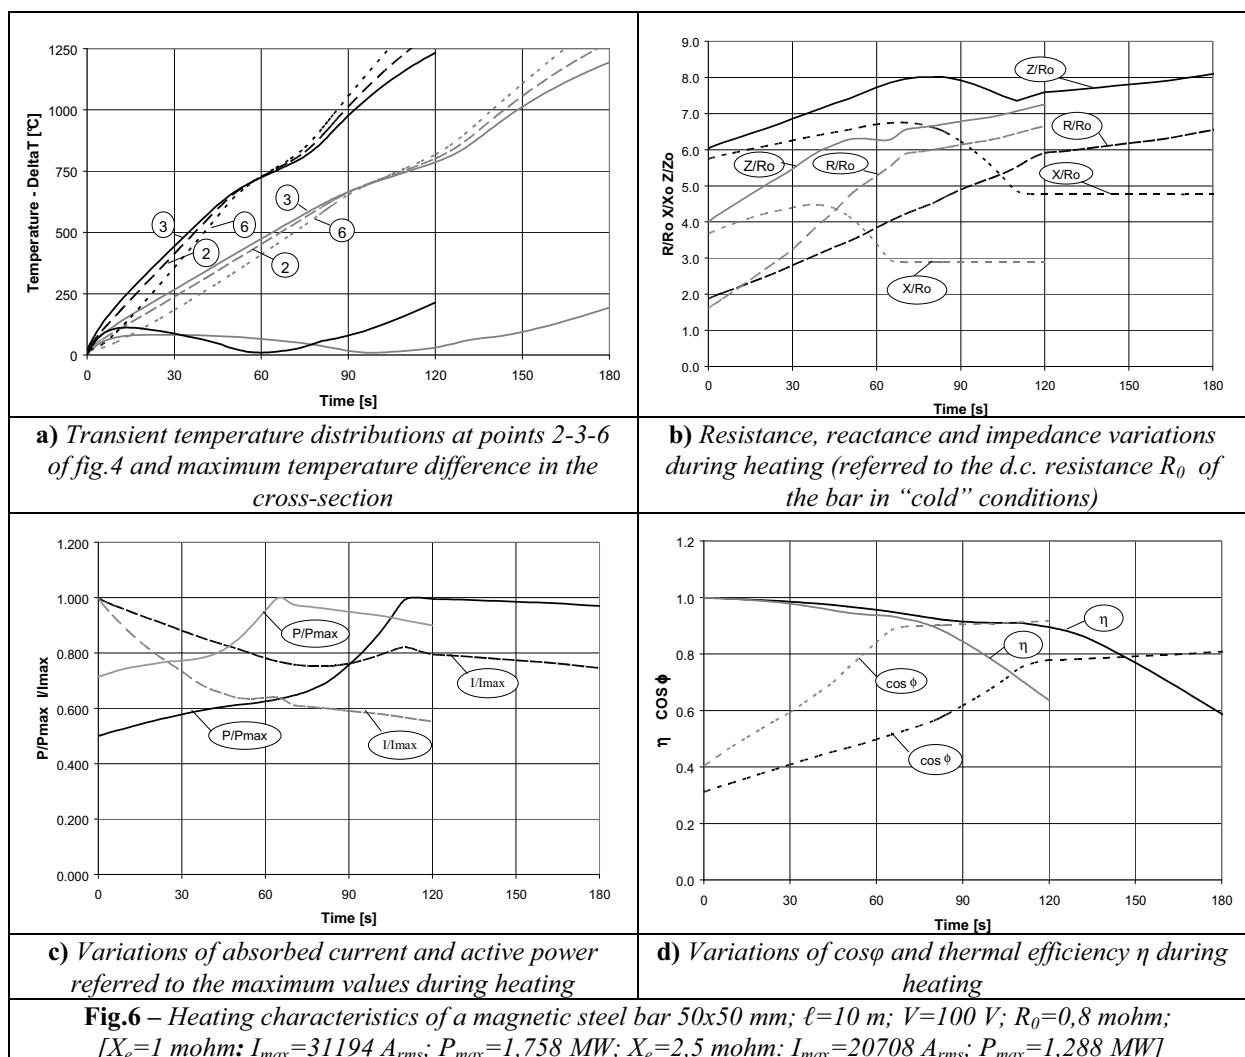 1250
1000
750
500
250
0
0
30
60
90
120
150
180
Temperature - DeltaT [°C]
Time [s]
3
6
2
3
6
2
9.0
8.0
7.0
6.0
5.0
4.0
3.0
2.0
1.0
0.0
0
30
60
90
120
150
180
R/Ro X/Xo Z/Zo
Time [s]
Z/Ro
R/Ro
X/Ro
Z/Ro
R/Ro
X/Ro
a) Transient temperature distributions at points 2-3-6
of fig.4 and maximum temperature difference in the
cross-section
b) Resistance, reactance and impedance variations
during heating (referred to the d.c. resistance R0 of
the bar in “cold” conditions)
1.200
1.000
0.800
0.600
0.400
0.200
0.000
0
30
60
90
120
150
180
P/Pmax I/Imax
Time [s]
P/Pmax
I/Imax
P/Pmax
I/Imax
1.2
1.0
0.8
0.6
0.4
0.2
0.0
0
30
60
90
120
150
180
η COS ϕ
Time [s]
η
η
cos ϕ
cos ϕ
c) Variations of absorbed current and active power
referred to the maximum values during heating
d) Variations of cosφ and thermal efficiency η during
heating
Fig.6 – Heating characteristics of a magnetic steel bar 50x50 mm; ℓ=10 m; V=100 V; R0=0,8 mohm;
[Xe=1 mohm: Imax=31194 Arms; Pmax=1,758 MW; Xe=2,5 mohm: Imax=20708 Arms; Pmax=1,288 MW]